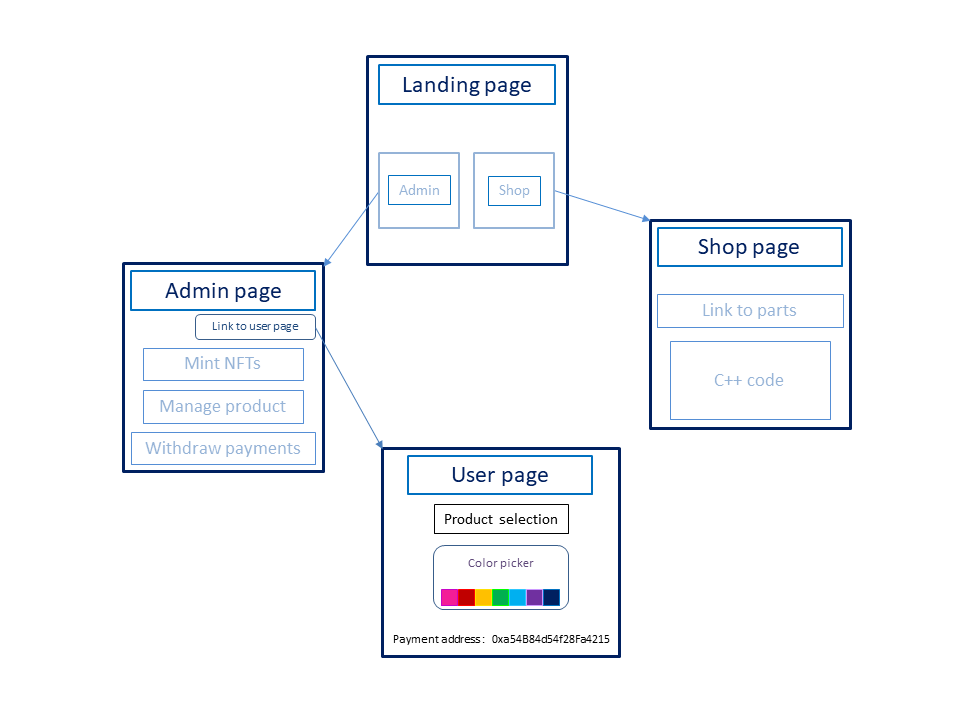 Landing page
Admin
Shop
Shop page
Link to parts
C++ code
Admin page
Link to user page
Mint NFTs
Manage product
Withdraw payments
User page
Product selection
Color picker
Payment address: 0xa54B84d54f28Fa4215